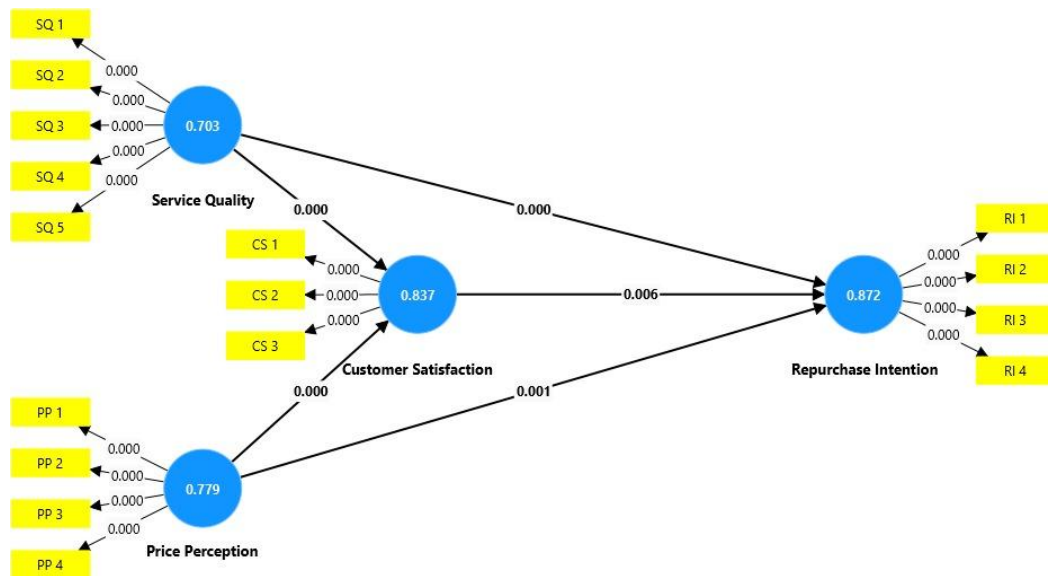 SQ 1
0.000
SQ 2
0.000
SQ 3
0.000
0.703
SQ 4
0.000
0.000
SQ 5
Service Quality
0.000
0.000
CS 1
0.000
CS 2
0.000
0.837
CS 3
0.000
Customer Satisfaction
0.006
0.872
Repurchase Intention
RI 1
0.000
RI 2
0.000
0.000
RI 3
0.000
RI 4
0.000
0.001
PP 1
0.000
PP 2
0.000
PP 3
0.000
0.779
0.000
PP 4
Price Perception